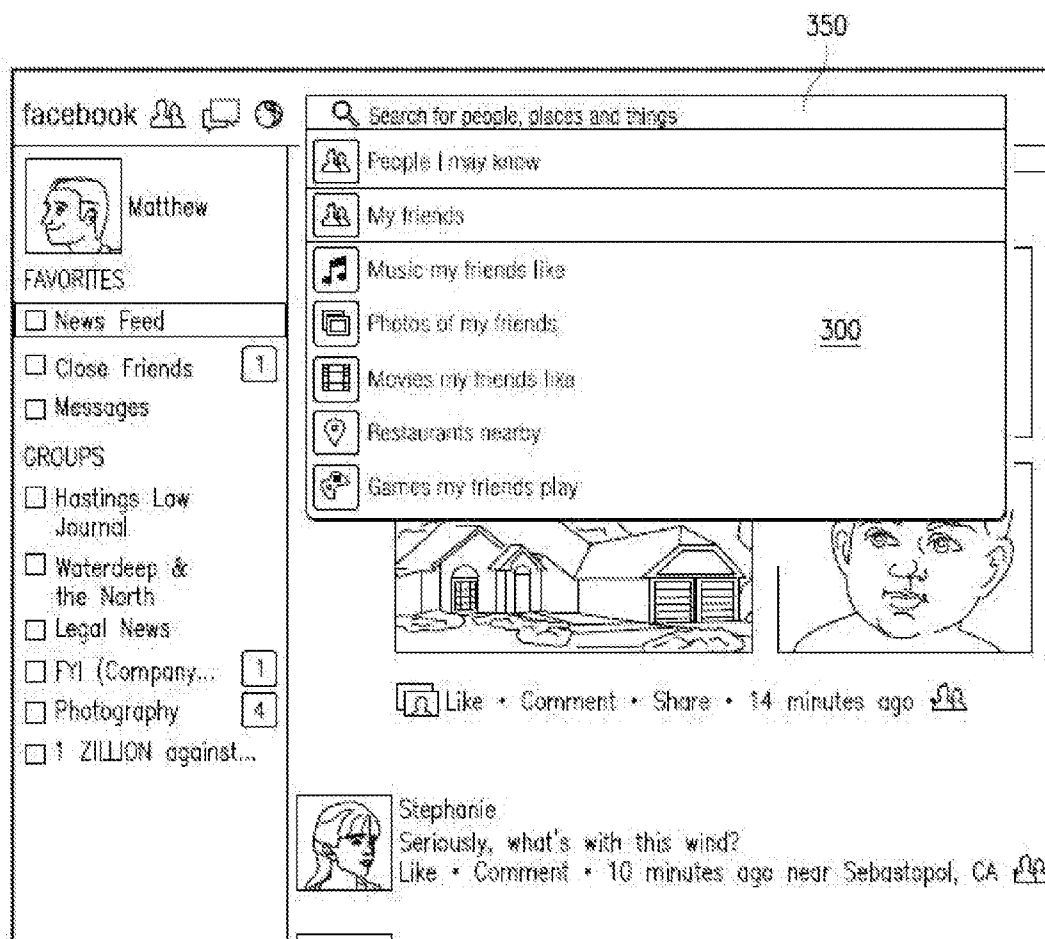 350
facebook
Search for people, places and things
People I may know
My friends
Music my friends like
Photos of my friends
300
Movies my friends like
Restaurants nearby
Games my friends play
Matthew
FAVORITES
News Feed
Close Friends 1
Messages
GROUPS
Hastings Law
Journal
Waterdeep &
the North
Legal News
FYI (Company... 1
Photography 4
1 ZILLION against...
Like • Comment • Share • 14 minutes ago
Stephanie
Seriously, what's with this wind?
Like • Comment • 10 minutes ago near Sebastopol, CA